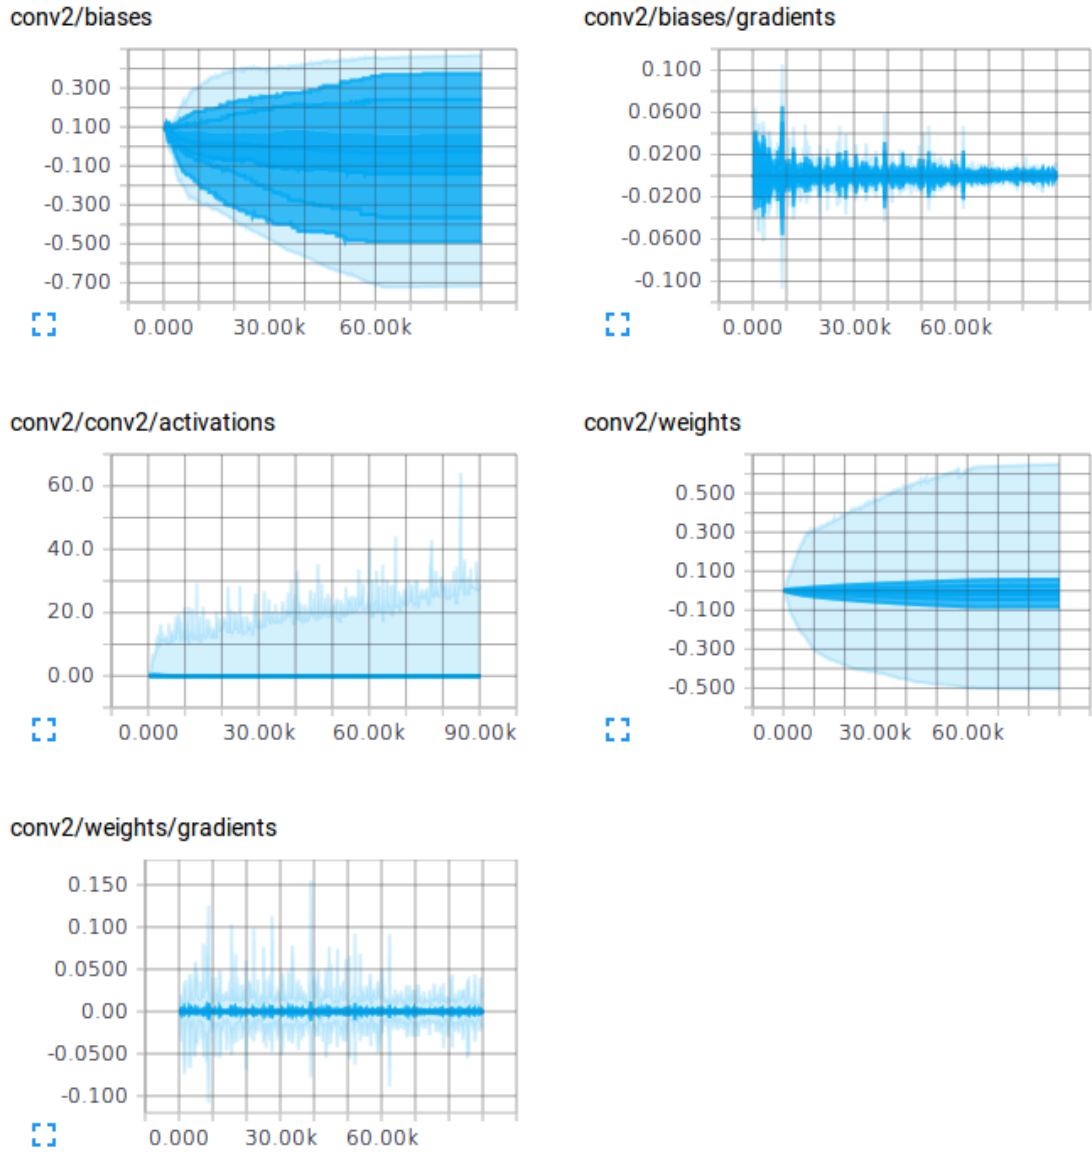 conv2/biases
0.300
0.100
-0.100
-0.300
-0.500
-0.700
0.000 30.00k 60.00k
conv2/biases/gradients
0.100
0.0600
0.0200
-0.0200
-0.0600
-0.100
0.000 30.00k 60.00k
conv2/conv2/activations
60.0
40.0
20.0
0.00
0.000 30.00k 60.00k 90.00k
conv2/weights
0.500
0.300
0.100
-0.100
-0.300
-0.500
0.000 30.00k 60.00k
conv2/weights/gradients
0.150
0.100
0.0500
0.00
-0.0500
-0.100
0.000 30.00k 60.00k